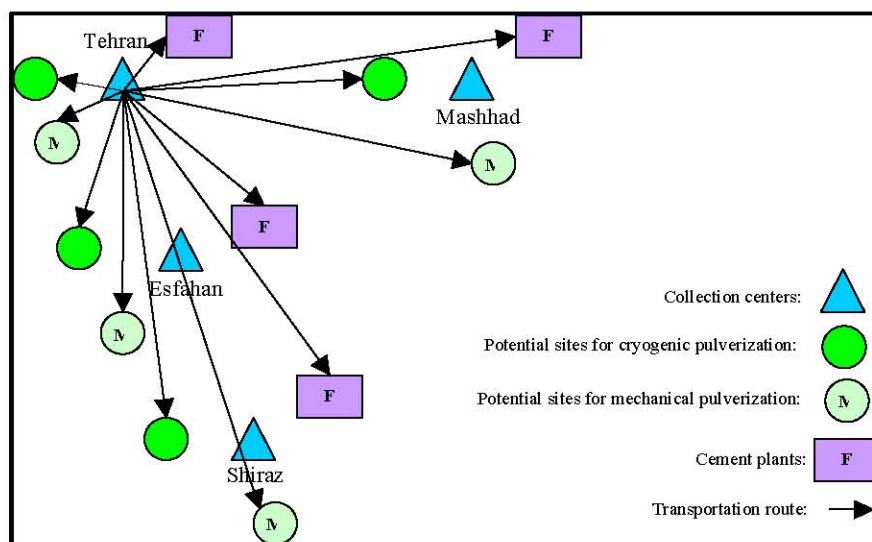 Tehran
F
F
Mashhad
M
M
F
Esfahan
M
F
Shiraz
M
Collection centers:
Potential sites for cryogenic pulverization:
Potential sites for mechanical pulverization:
M
Cement plants:
F
Transportation route: